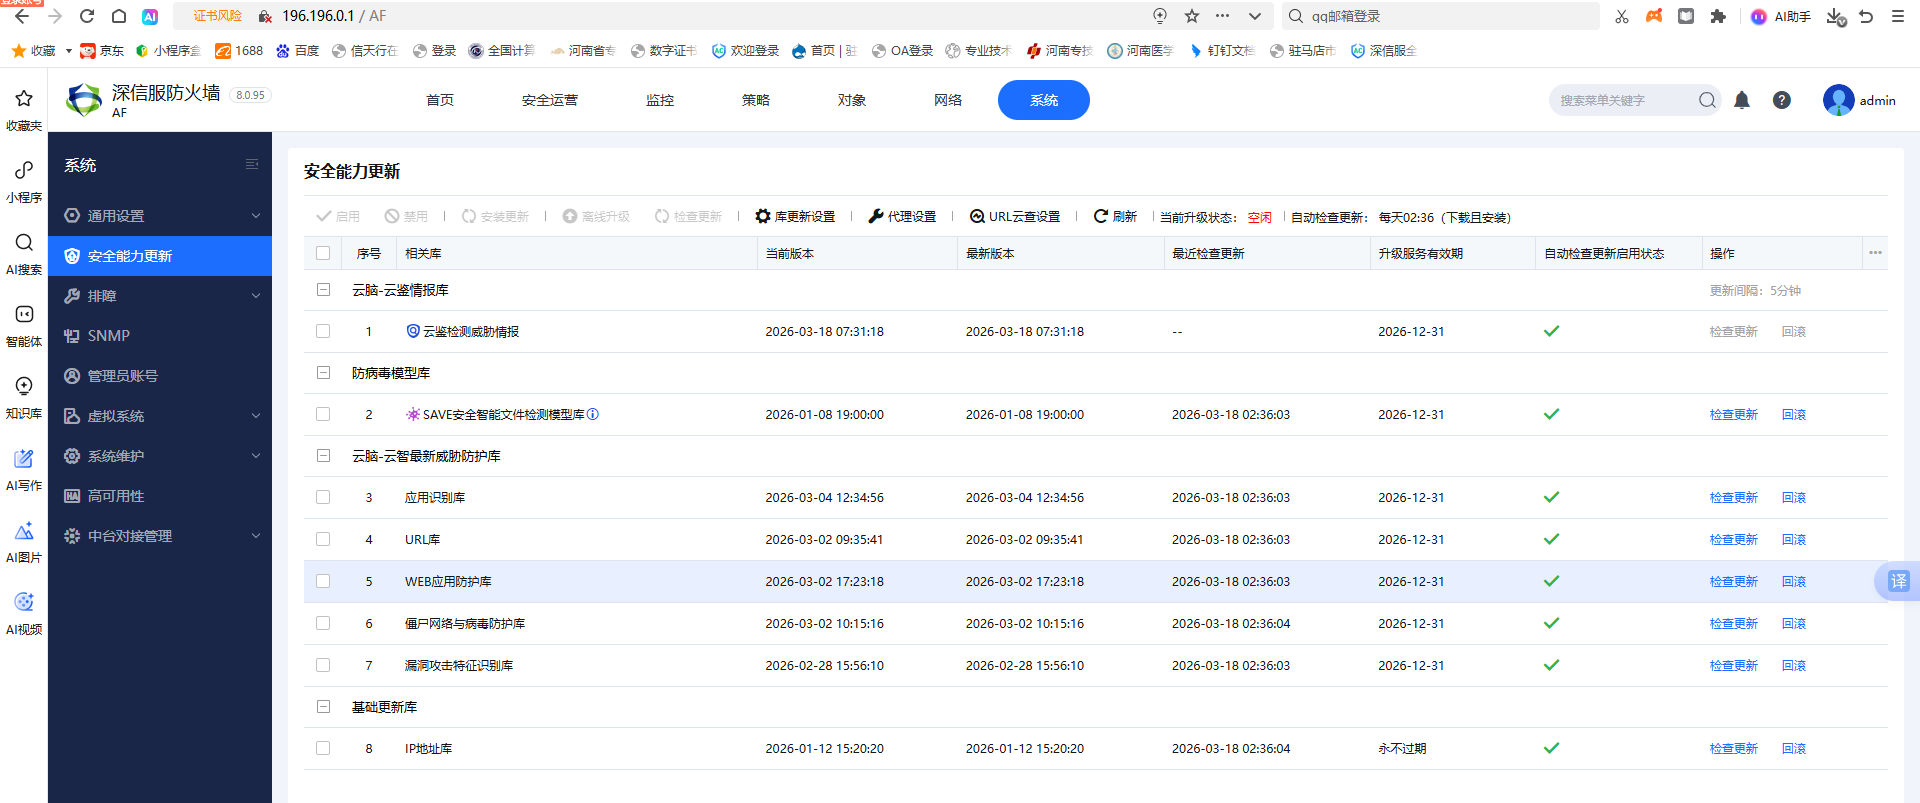 登录账号
证书风险 196.196.0.1 / AF qq邮箱登录 AI助手
收藏 京东 小程序盒 1688 百度 信天行在 登录 全国计算 河南省专 数字证书 欢迎登录 首页 | 驻 OA登录 专业技术 河南专技 河南医学 钉钉文档 驻马店市 深信服全
收藏夹
小程序
AI搜索
智能体
知识库
AI写作
AI图片
AI视频
深信服防火墙 8.0.95
AF
首页 安全运营 监控 策略 对象 网络 系统 搜索菜单关键字 admin
系统
通用设置
安全能力更新
排障
SNMP
管理员账号
虚拟系统
系统维护
高可用性
中台对接管理
安全能力更新
启用 禁用 安装更新 离线升级 检查更新 库更新设置 代理设置 URL云查设置 刷新 当前升级状态： 空闲 自动检查更新： 每天02:36（下载且安装）
序号 相关库 当前版本 最新版本 最近检查更新 升级服务有效期 自动检查更新启用状态 操作
云脑-云鉴情报库 更新间隔：5分钟
1 云鉴检测威胁情报 2026-03-18 07:31:18 2026-03-18 07:31:18 -- 2026-12-31 检查更新 回滚
防病毒模型库
2 SAVE安全智能文件检测模型库 2026-01-08 19:00:00 2026-01-08 19:00:00 2026-03-18 02:36:03 2026-12-31 检查更新 回滚
云脑-云智最新威胁防护库
3 应用识别库 2026-03-04 12:34:56 2026-03-04 12:34:56 2026-03-18 02:36:03 2026-12-31 检查更新 回滚
4 URL库 2026-03-02 09:35:41 2026-03-02 09:35:41 2026-03-18 02:36:03 2026-12-31 检查更新 回滚
5 WEB应用防护库 2026-03-02 17:23:18 2026-03-02 17:23:18 2026-03-18 02:36:03 2026-12-31 检查更新 回滚
6 僵尸网络与病毒防护库 2026-03-02 10:15:16 2026-03-02 10:15:16 2026-03-18 02:36:04 2026-12-31 检查更新 回滚
7 漏洞攻击特征识别库 2026-02-28 15:56:10 2026-02-28 15:56:10 2026-03-18 02:36:03 2026-12-31 检查更新 回滚
基础更新库
8 IP地址库 2026-01-12 15:20:20 2026-01-12 15:20:20 2026-03-18 02:36:04 永不过期 检查更新 回滚
译